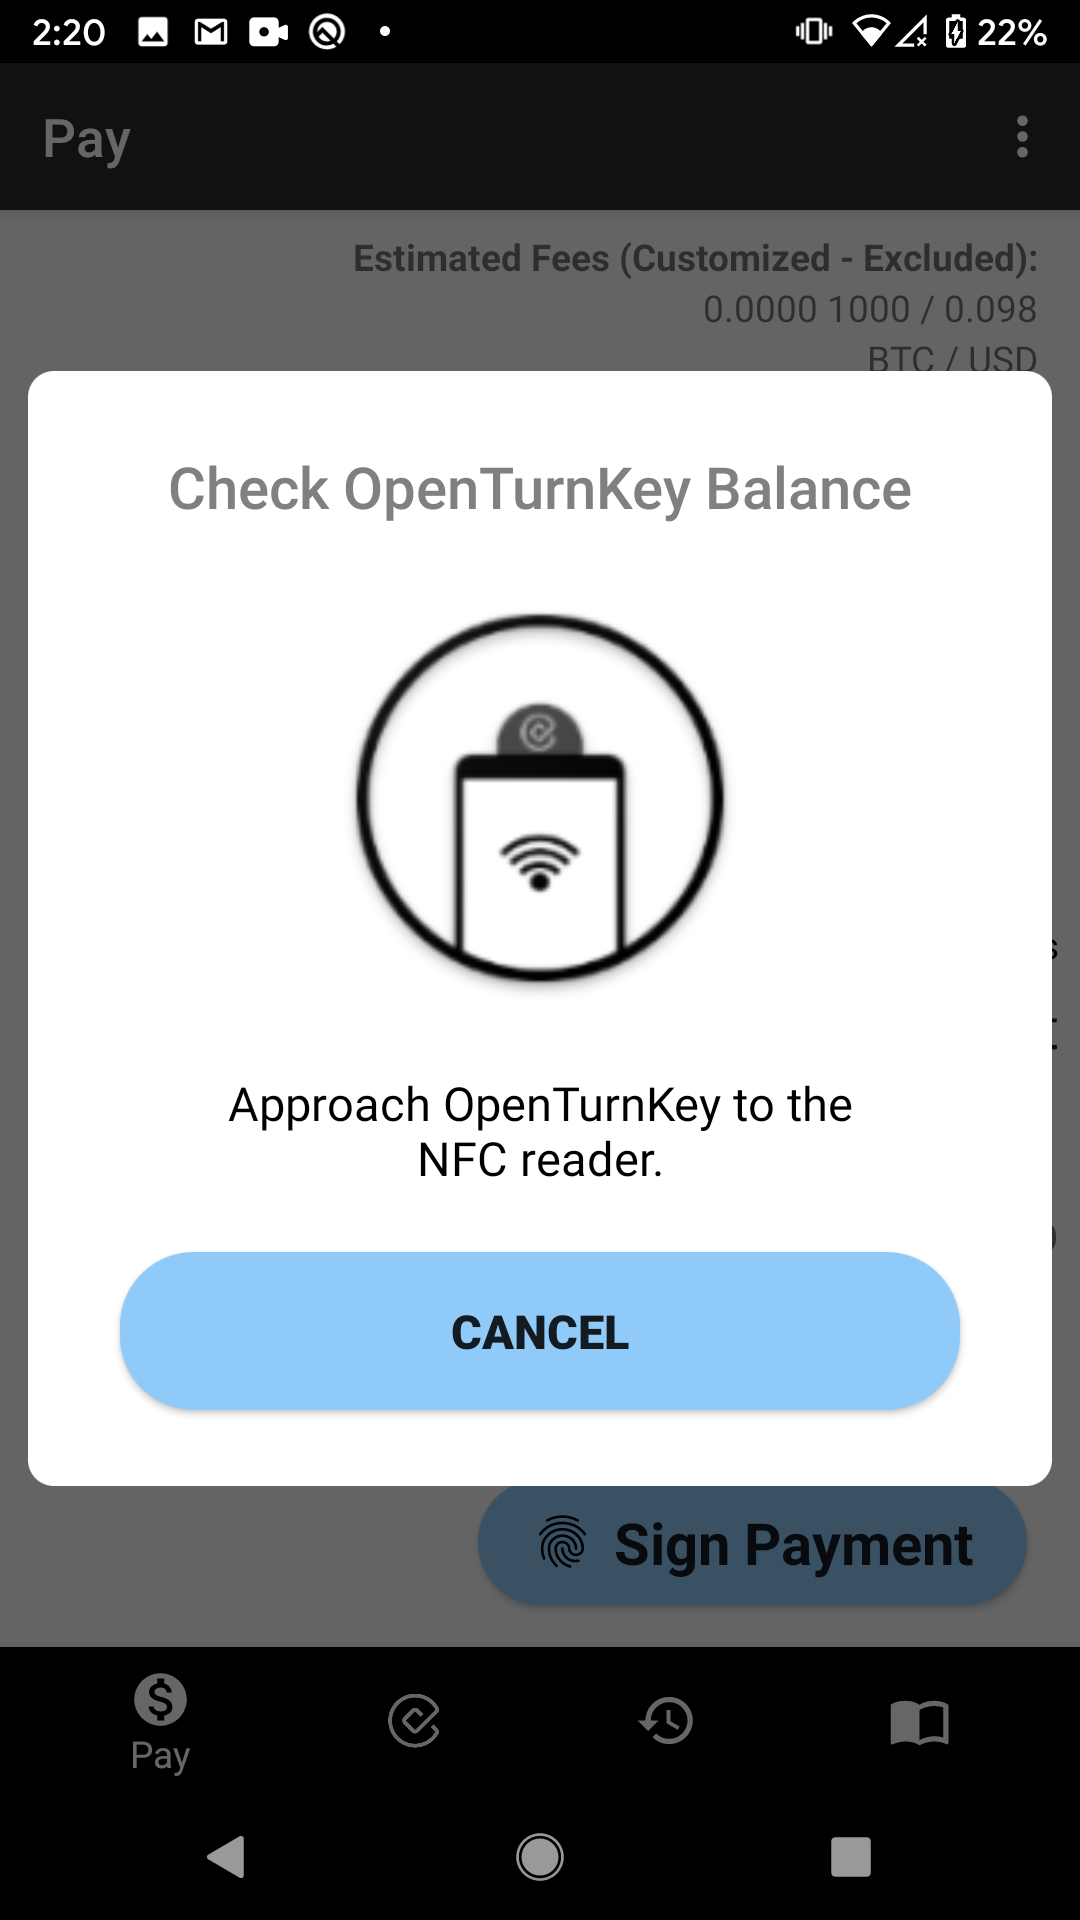 2:20
22%
Pay
Estimated Fees (Customized - Excluded):
0.0000 1000 / 0.098
BTC / USD
Check OpenTurnKey Balance
Approach OpenTurnKey to the
NFC reader.
CANCEL
Sign Payment
Pay